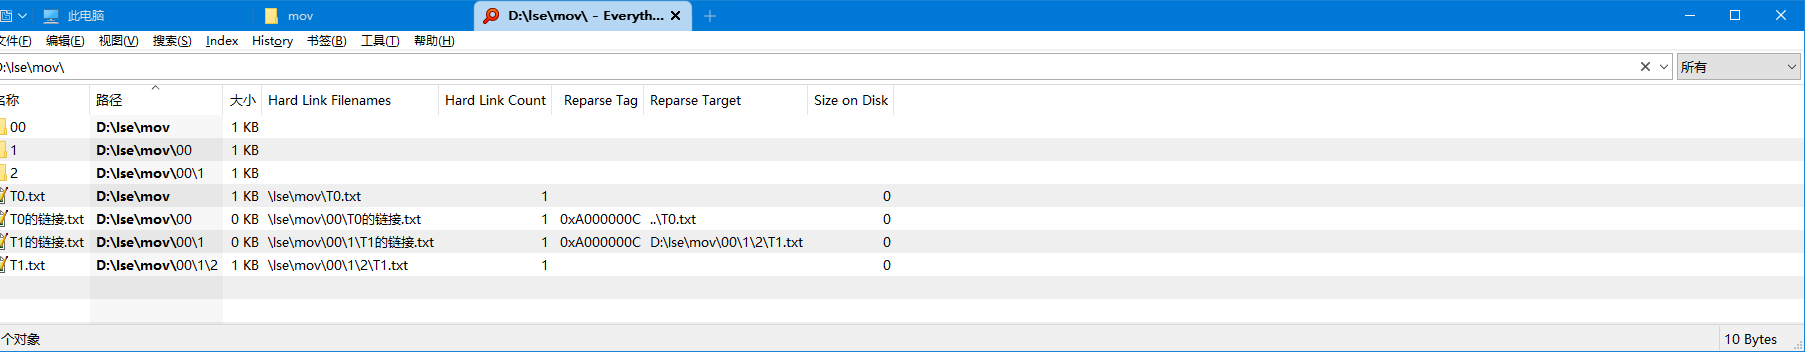 此电脑 mov D:\lse\mov\ - Everyth...
文件(F) 编辑(E) 视图(V) 搜索(S) Index History 书签(B) 工具(T) 帮助(H)
D:\lse\mov\ 所有
名称 路径 大小 Hard Link Filenames Hard Link Count Reparse Tag Reparse Target Size on Disk
00 D:\lse\mov 1 KB
1 D:\lse\mov\00 1 KB
2 D:\lse\mov\00\1 1 KB
T0.txt D:\lse\mov 1 KB \lse\mov\T0.txt 1 0
T0的链接.txt D:\lse\mov\00 0 KB \lse\mov\00\T0的链接.txt 1 0xA000000C ..\T0.txt 0
T1的链接.txt D:\lse\mov\00\1 0 KB \lse\mov\00\1\T1的链接.txt 1 0xA000000C D:\lse\mov\00\1\2\T1.txt 0
T1.txt D:\lse\mov\00\1\2 1 KB \lse\mov\00\1\2\T1.txt 1 0
个对象 10 Bytes